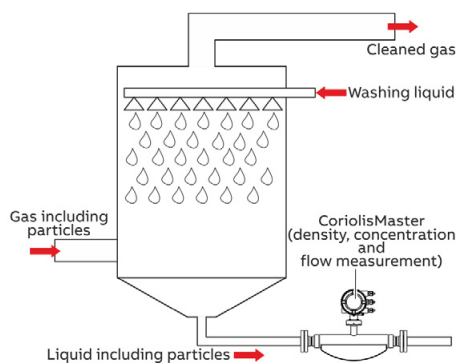 Cleaned gas
Washing liquid
Gas including
particles
CoriolisMaster
(density, concentration
and
flow measurement)
Liquid including particles